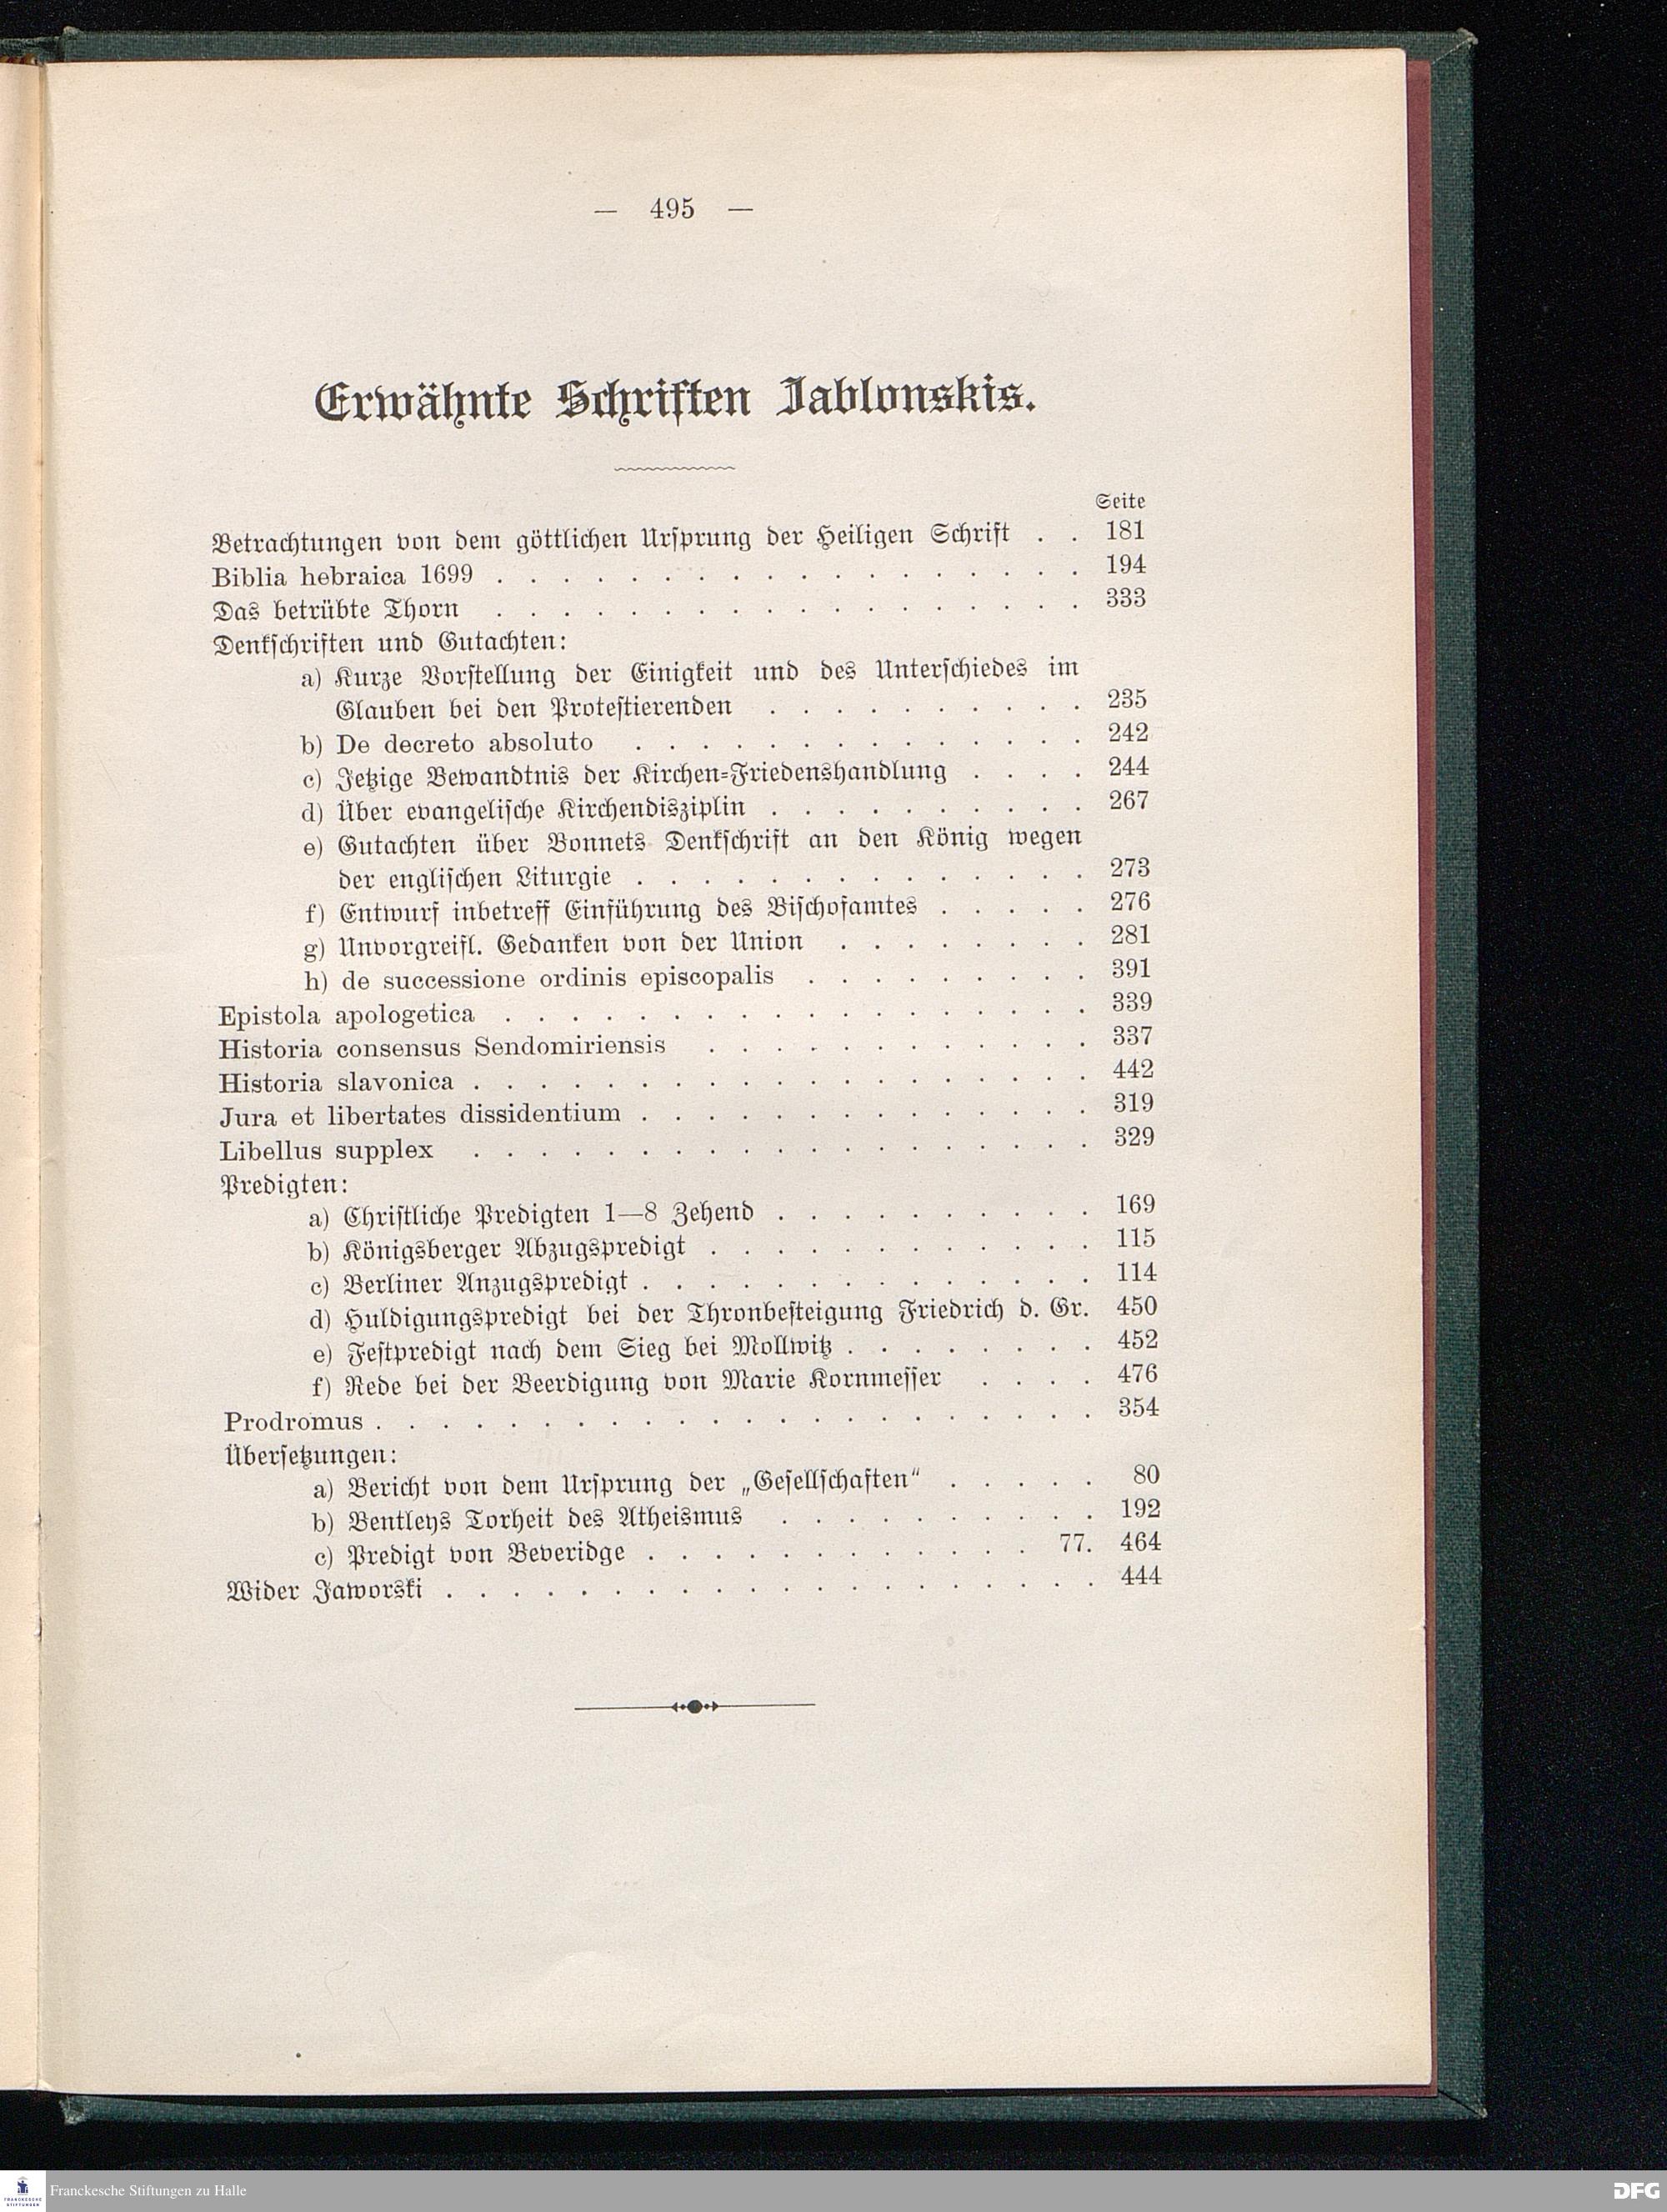 — 495 —
Erwähnte Schriften Jablonskis.
Seite
Betrachtungen von dem göttlichen Ursprung der Heiligen Schrift . . 181
Biblia hebraica 1699 . . . . . . . . . . . . . . . . . . 194
Das betrübte Thorn . . . . . . . . . . . . . . . . . . 333
Denkschriften und Gutachten:
a) Kurze Vorstellung der Einigkeit und des Unterschiedes im
Glauben bei den Protestierenden . . . . . . . . . . 235
b) De decreto absoluto . . . . . . . . . . . . . . 242
c) Jetzige Bewandtnis der Kirchen-Friedenshandlung . . . . 244
d) Über evangelische Kirchendisziplin . . . . . . . . . . 267
e) Gutachten über Bonnets Denkschrift an den König wegen
der englischen Liturgie . . . . . . . . . . . . . . 273
f) Entwurf inbetreff Einführung des Bischofamtes . . . . . 276
g) Unvorgreifl. Gedanken von der Union . . . . . . . . 281
h) de successione ordinis episcopalis . . . . . . . . . 391
Epistola apologetica . . . . . . . . . . . . . . . . . . 339
Historia consensus Sendomiriensis . . . . . . . . . . . . 337
Historia slavonica . . . . . . . . . . . . . . . . . . . 442
Jura et libertates dissidentium . . . . . . . . . . . . . . 319
Libellus supplex . . . . . . . . . . . . . . . . . . . 329
Predigten:
a) Christliche Predigten 1—8 Zehend . . . . . . . . . . 169
b) Königsberger Abzugspredigt . . . . . . . . . . . . 115
c) Berliner Anzugspredigt . . . . . . . . . . . . . . 114
d) Huldigungspredigt bei der Thronbesteigung Friedrich d. Gr. 450
e) Festpredigt nach dem Sieg bei Mollwitz . . . . . . . . 452
f) Rede bei der Beerdigung von Marie Kornmesser . . . . 476
Prodromus . . . . . . . . . . . . . . . . . . . . . . 354
Übersetzungen:
a) Bericht von dem Ursprung der „Gesellschaften“ . . . . . 80
b) Bentleys Torheit des Atheismus . . . . . . . . . . 192
c) Predigt von Beveridge . . . . . . . . . . . . 77. 464
Wider Jaworski . . . . . . . . . . . . . . . . . . . . 444
FRANCKESCHE
STIFTUNGEN
Franckesche Stiftungen zu Halle
DFG